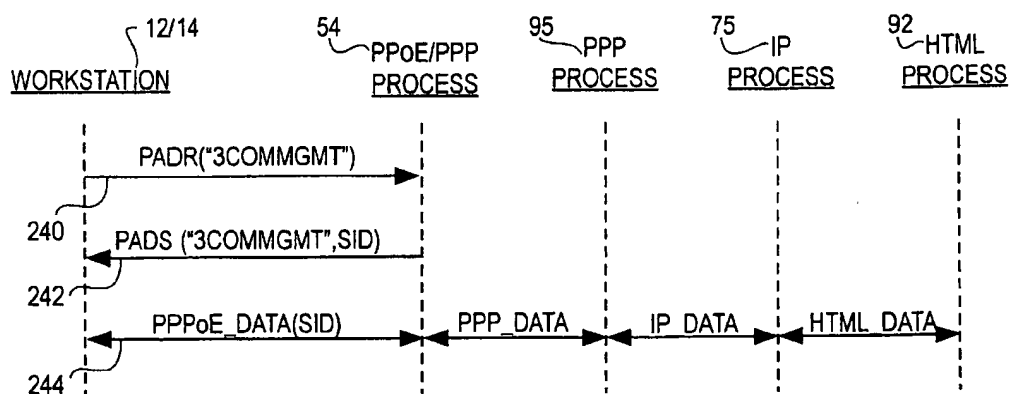 12/14
54
95
75
92
WORKSTATION
PPoE/PPP
PROCESS
PPP
PROCESS
IP
PROCESS
HTML
PROCESS
PADR("3COMMGMT")
240
PADS ("3COMMGMT",SID)
242
PPPoE_DATA(SID)
PPP_DATA
IP_DATA
HTML_DATA
244